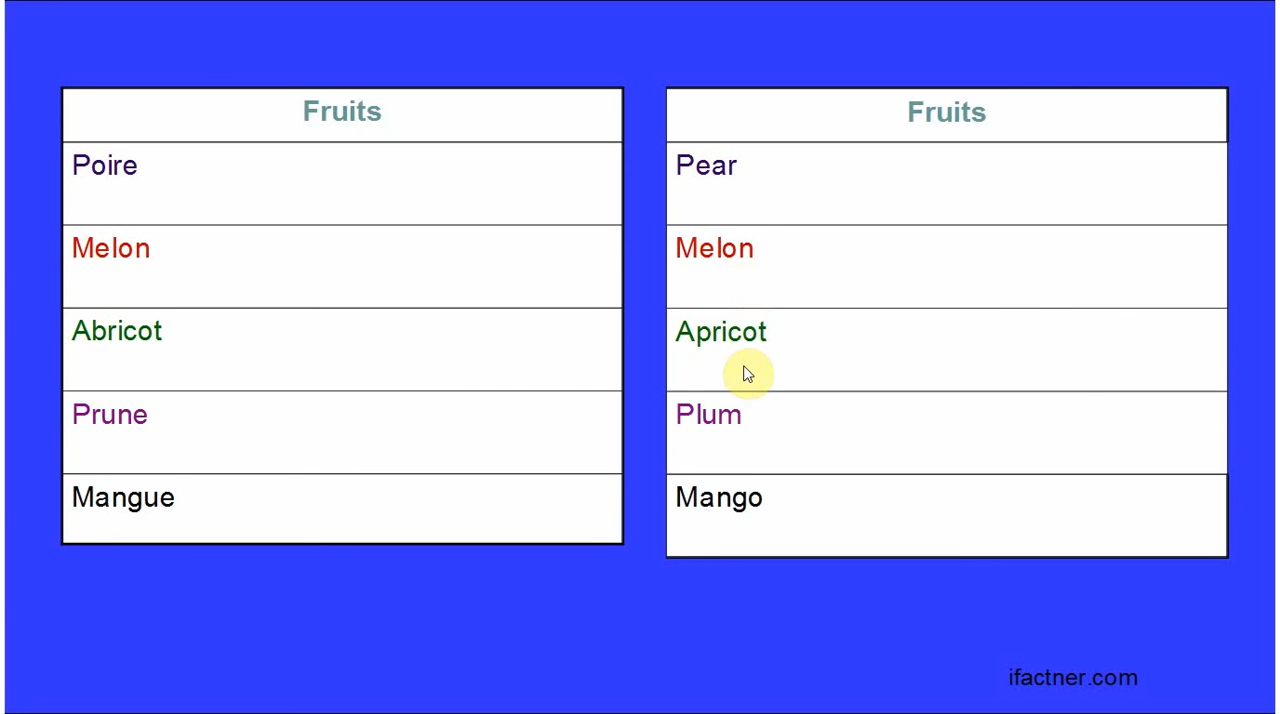 Fruits
Poire
Melon
Abricot
Prune
Mangue
Fruits
Pear
Melon
Apricot
Plum
Mango
ifactner.com